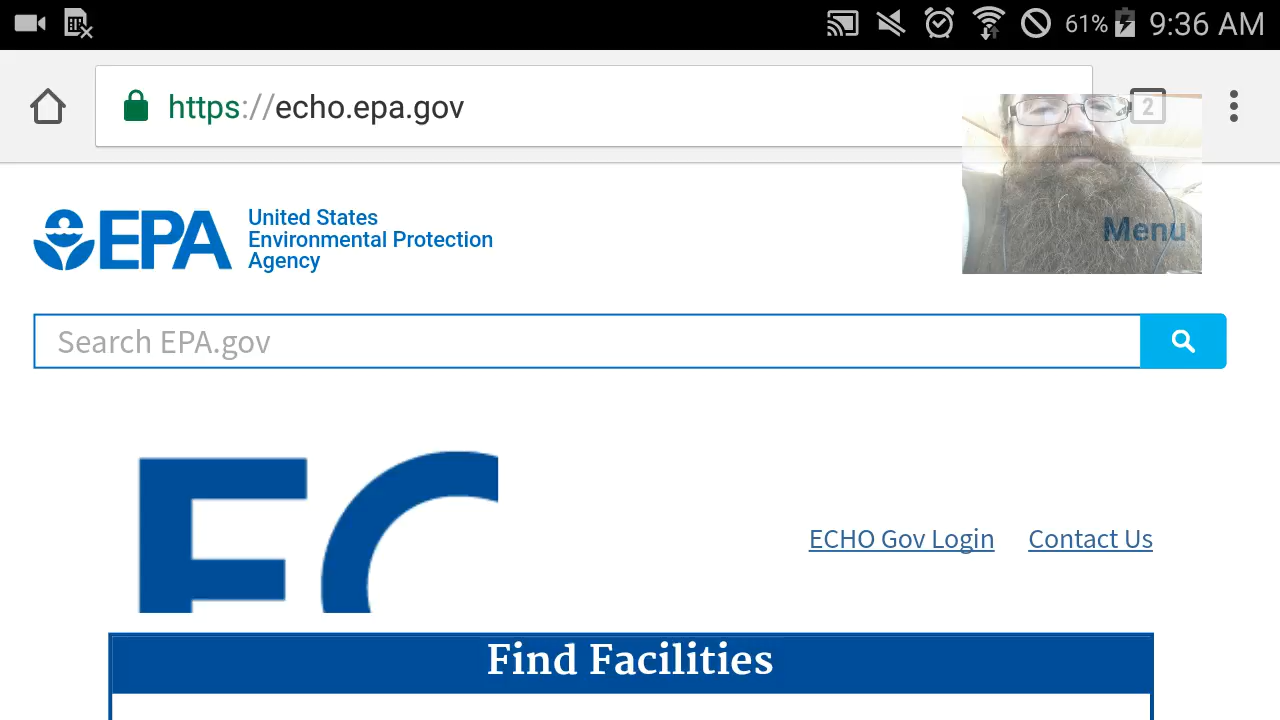 61% 9:36 AM
https://echo.epa.gov
2
EPA
United States
Environmental Protection
Agency
Menu
Search EPA.gov
EC
ECHO Gov Login Contact Us
Find Facilities